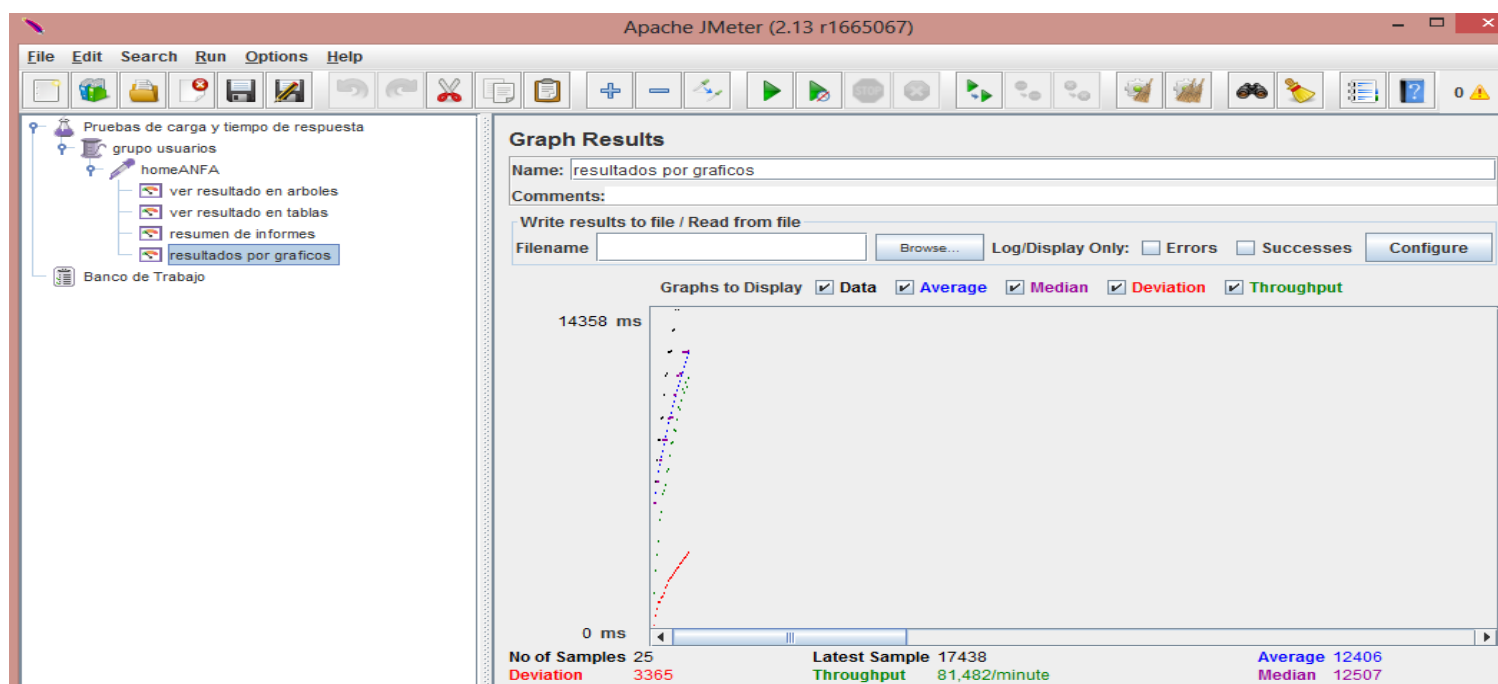 Apache JMeter (2.13 r1665067)
File Edit Search Run Options Help
STOP
0
Pruebas de carga y tiempo de respuesta
grupo usuarios
homeANFA
ver resultado en arboles
ver resultado en tablas
resumen de informes
resultados por graficos
Banco de Trabajo
Graph Results
Name: resultados por graficos
Comments:
Write results to file / Read from file
Filename Browse... Log/Display Only: Errors Successes Configure
Graphs to Display Data Average Median Deviation Throughput
14358 ms
0 ms
No of Samples 25 Latest Sample 17438 Average 12406
Deviation 3365 Throughput 81,482/minute Median 12507